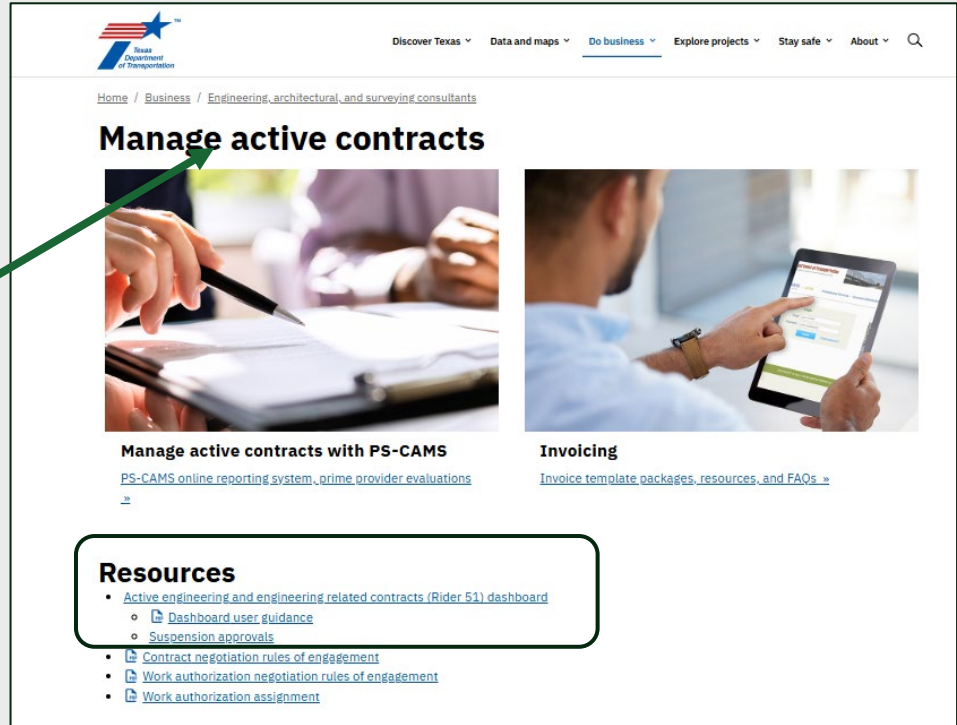 TM
Texas
Department
of Transportation
Discover Texas Data and maps Do business Explore projects Stay safe About
Home / Business / Engineering, architectural, and surveying consultants
Manage active contracts
Manage active contracts with PS-CAMS
PS-CAMS online reporting system, prime provider evaluations
»
Invoicing
Invoice template packages, resources, and FAQs »
Resources
Active engineering and engineering related contracts (Rider 51) dashboard
Dashboard user guidance
Suspension approvals
Contract negotiation rules of engagement
Work authorization negotiation rules of engagement
Work authorization assignment